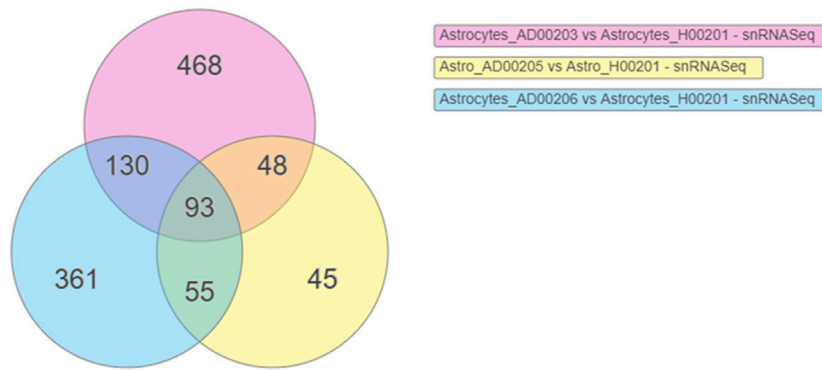 468
130
48
93
361
55
45
Astrocytes_AD00203 vs Astrocytes_H00201 - snRNASeq
Astro_AD00205 vs Astro_H00201 - snRNASeq
Astrocytes_AD00206 vs Astrocytes_H00201 - snRNASeq